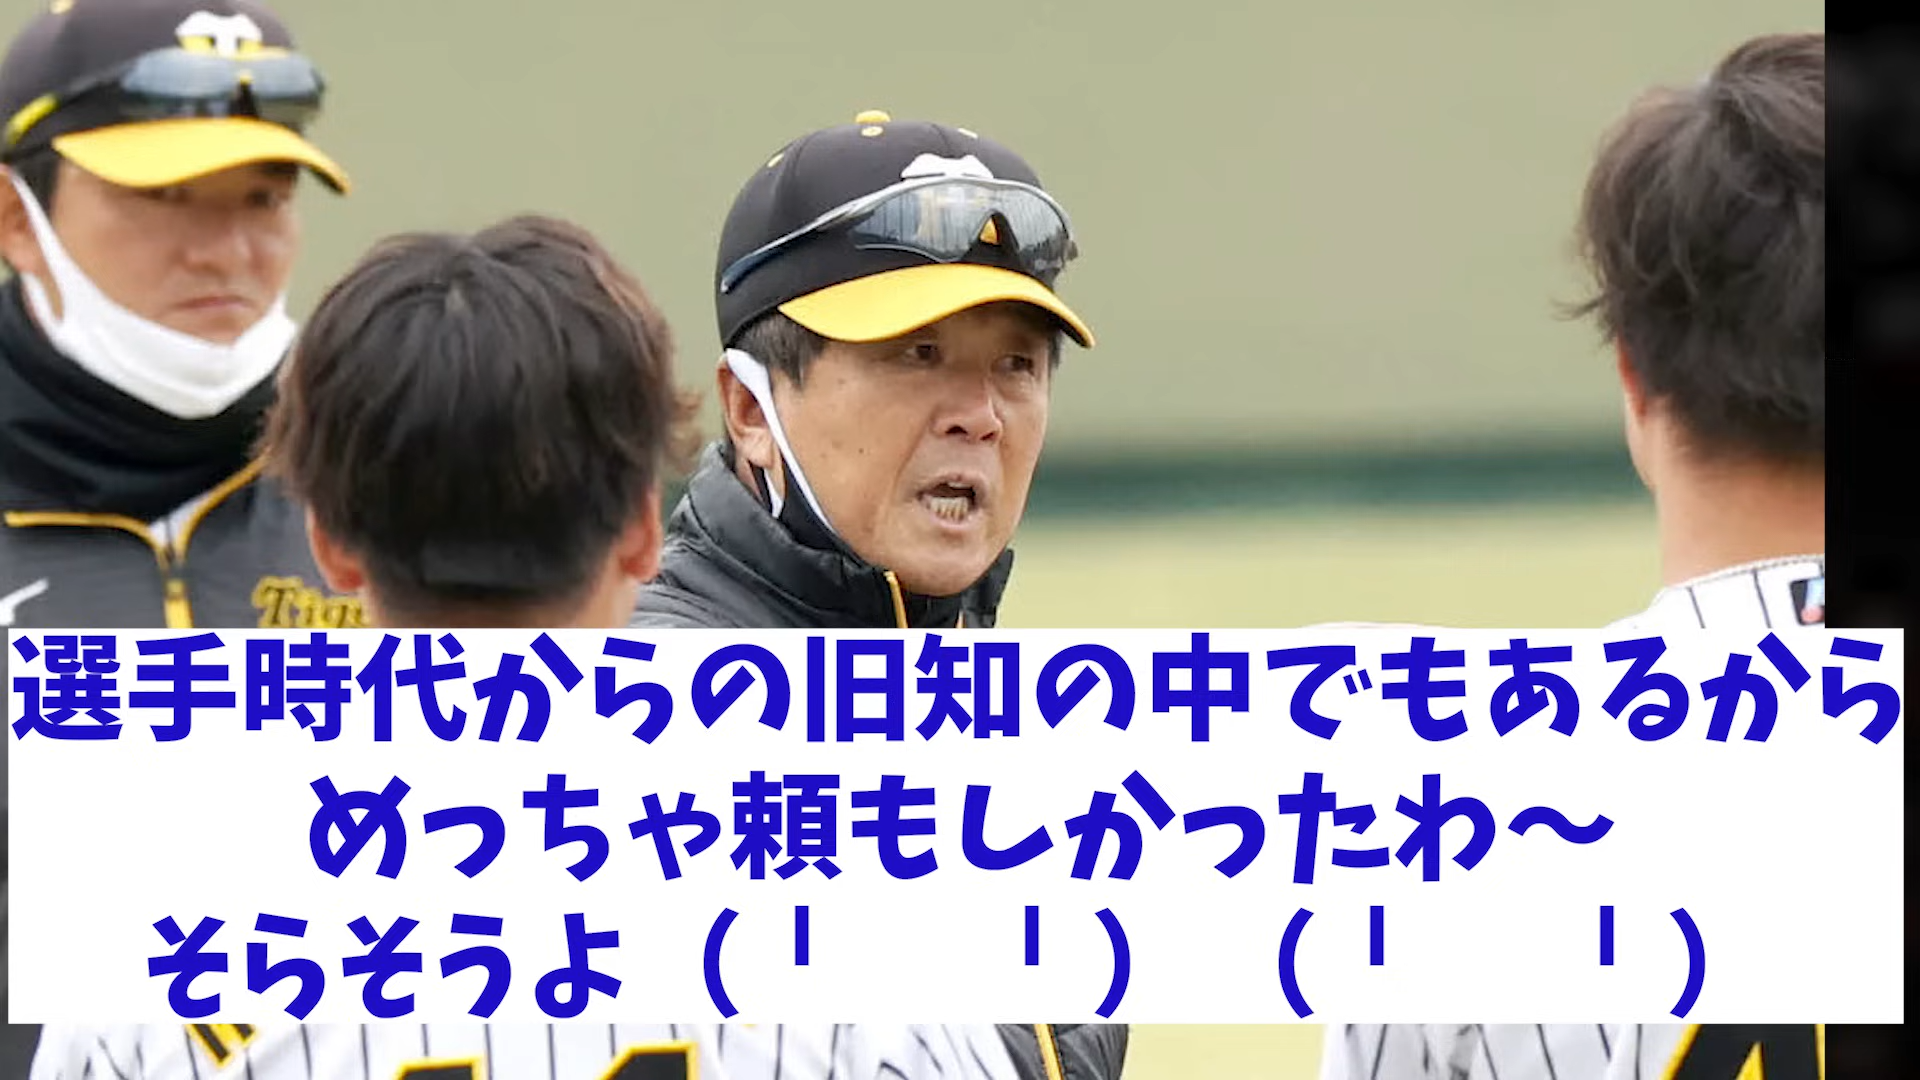 Tig
選手時代からの旧知の中でもあるから
めっちゃ頼もしかったわ～
そらそうよ（╵　╵）（╵　╵）